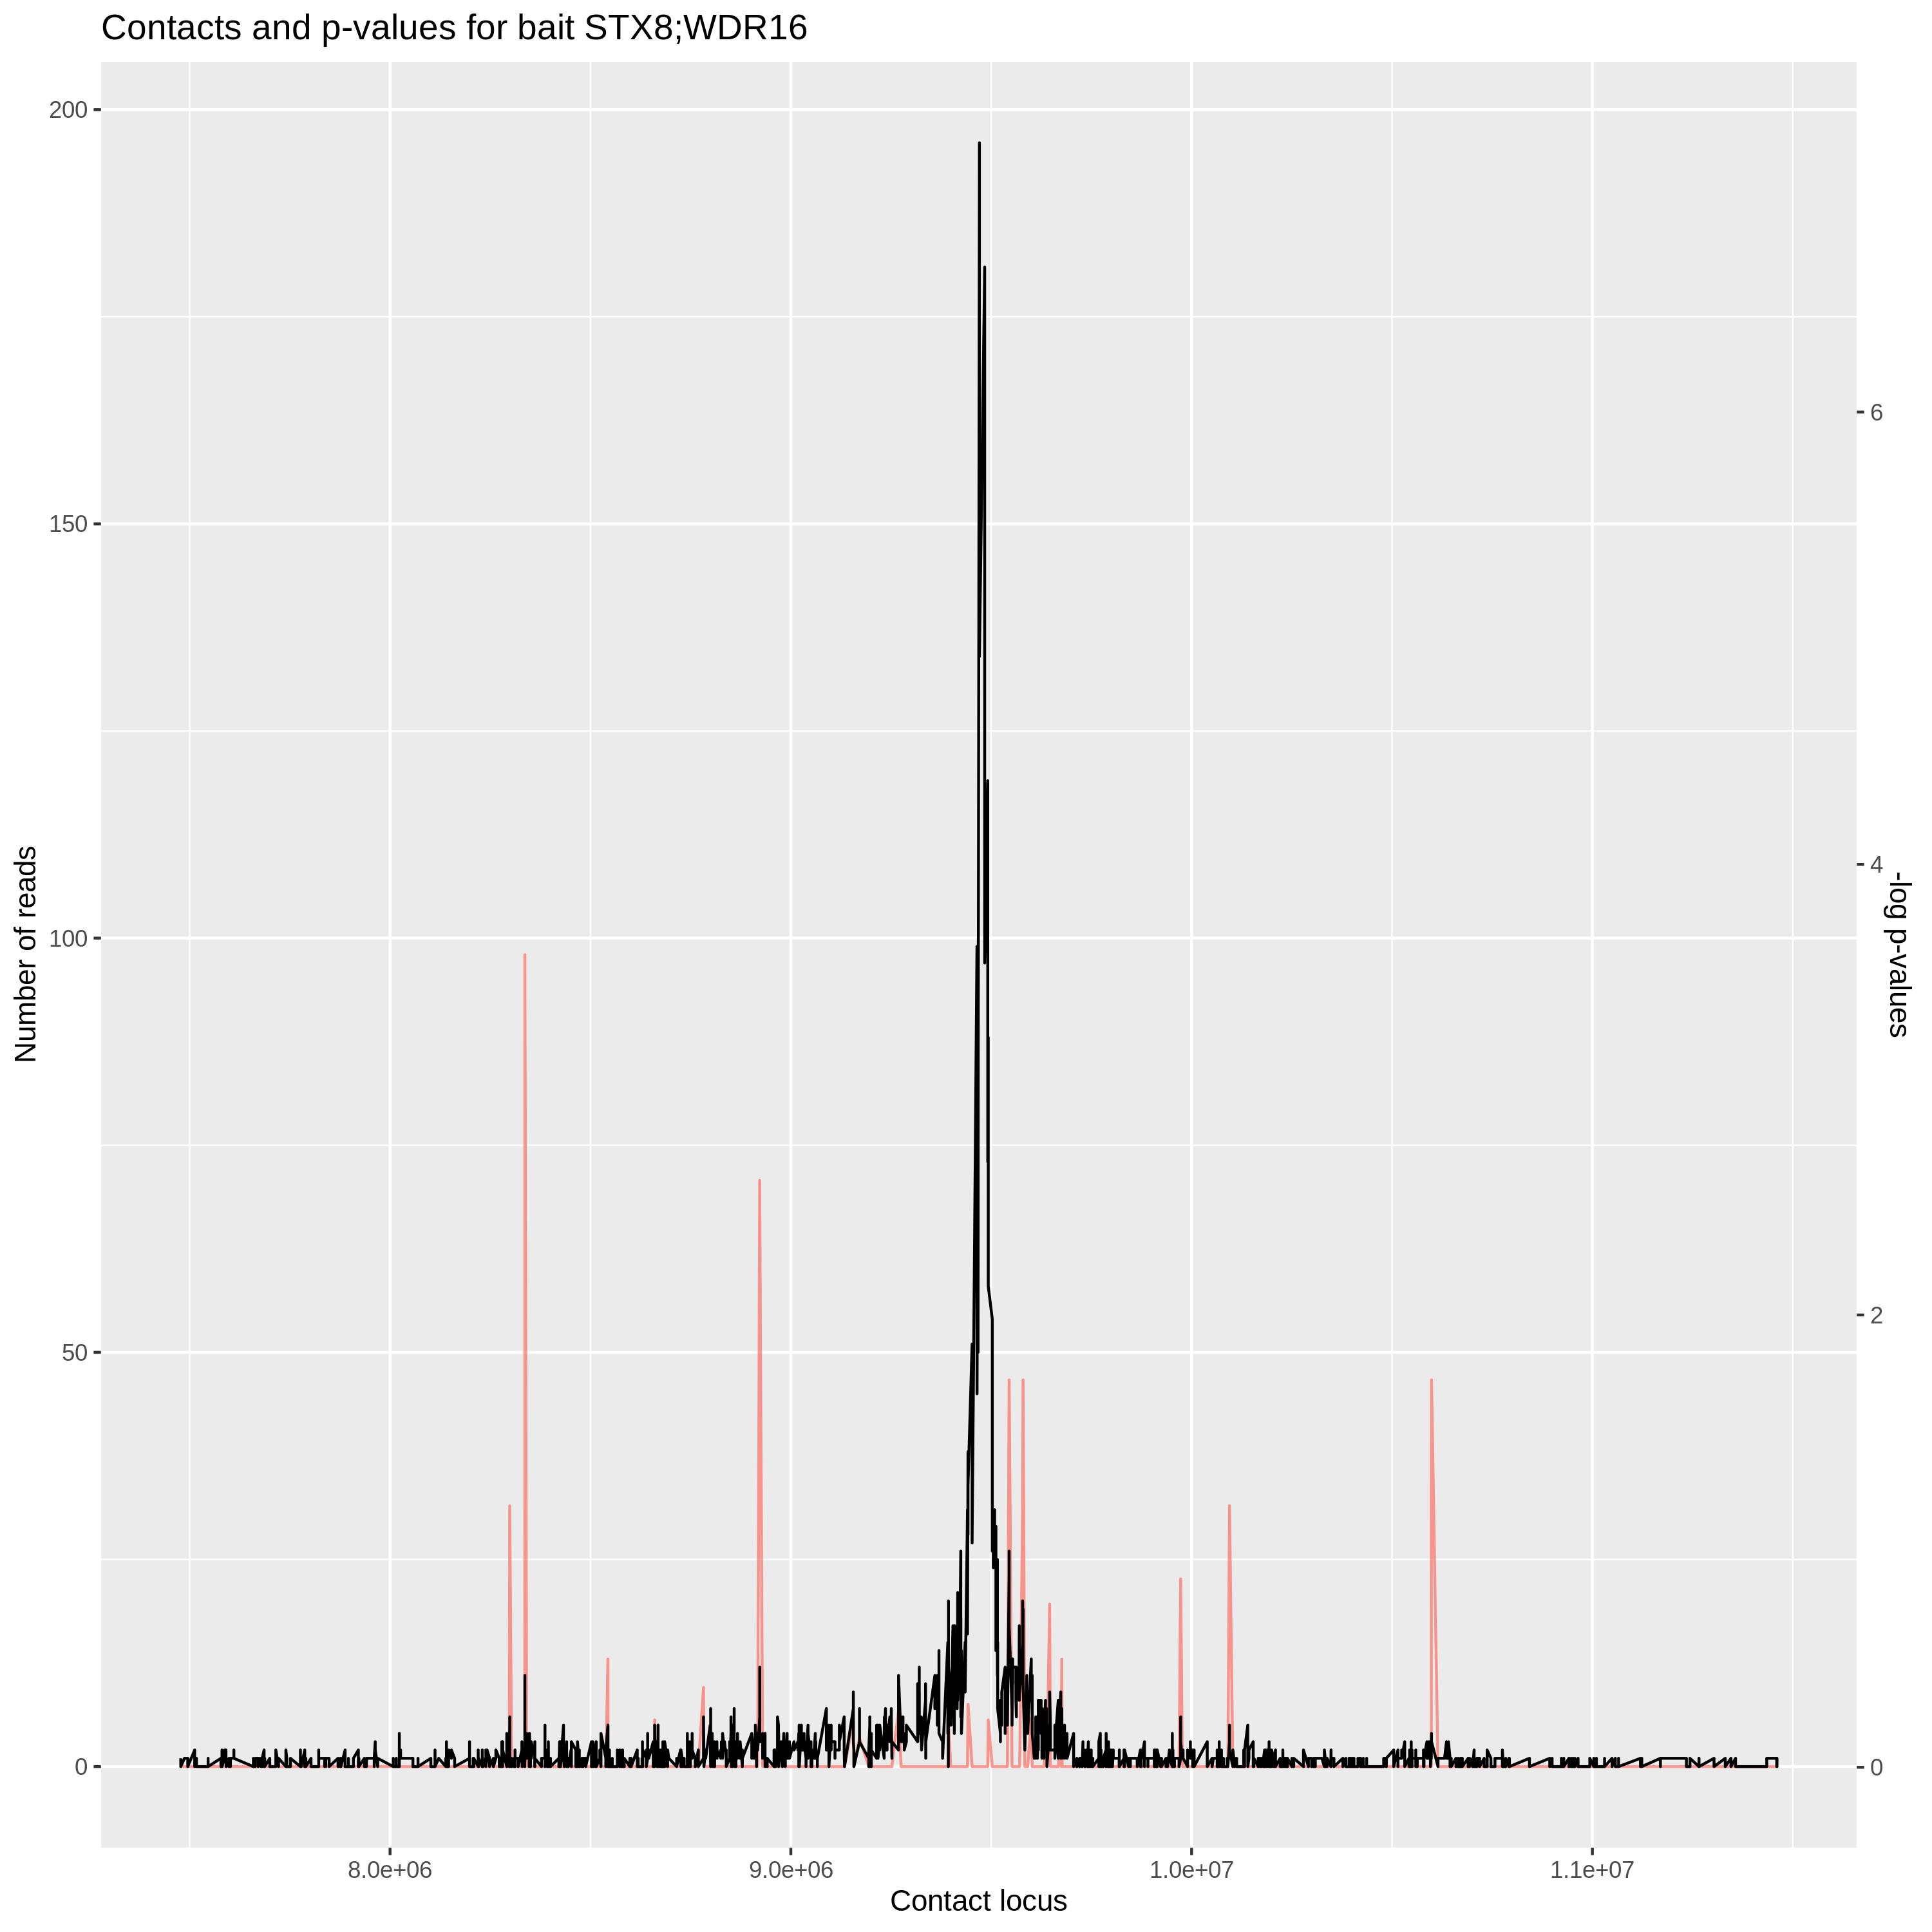 Contacts and p-values for bait STX8;WDR16
200
150
100
50
0
Number of reads
6
4
2
0
-log p-values
8.0e+06
9.0e+06
1.0e+07
1.1e+07
Contact locus